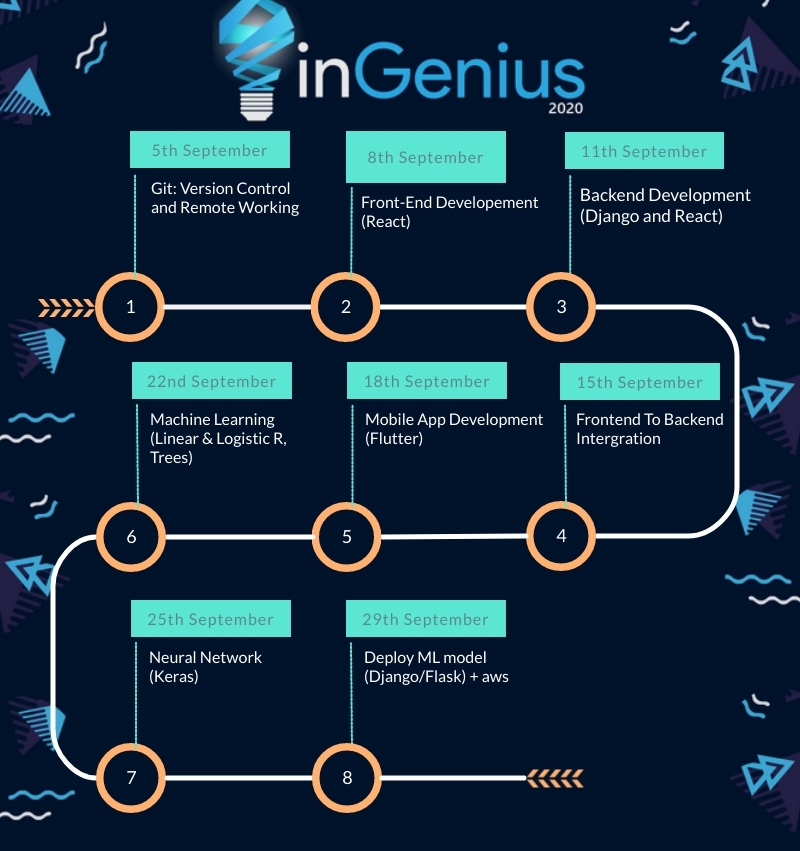 inGenius
2020
5th September
Git: Version Control
and Remote Working
1
8th September
Front-End Developement
(React)
2
11th September
Backend Development
(Django and React)
3
15th September
Frontend To Backend
Intergration
4
18th September
Mobile App Development
(Flutter)
5
22nd September
Machine Learning
(Linear & Logistic R,
Trees)
6
25th September
Neural Network
(Keras)
7
29th September
Deploy ML model
(Django/Flask) + aws
8